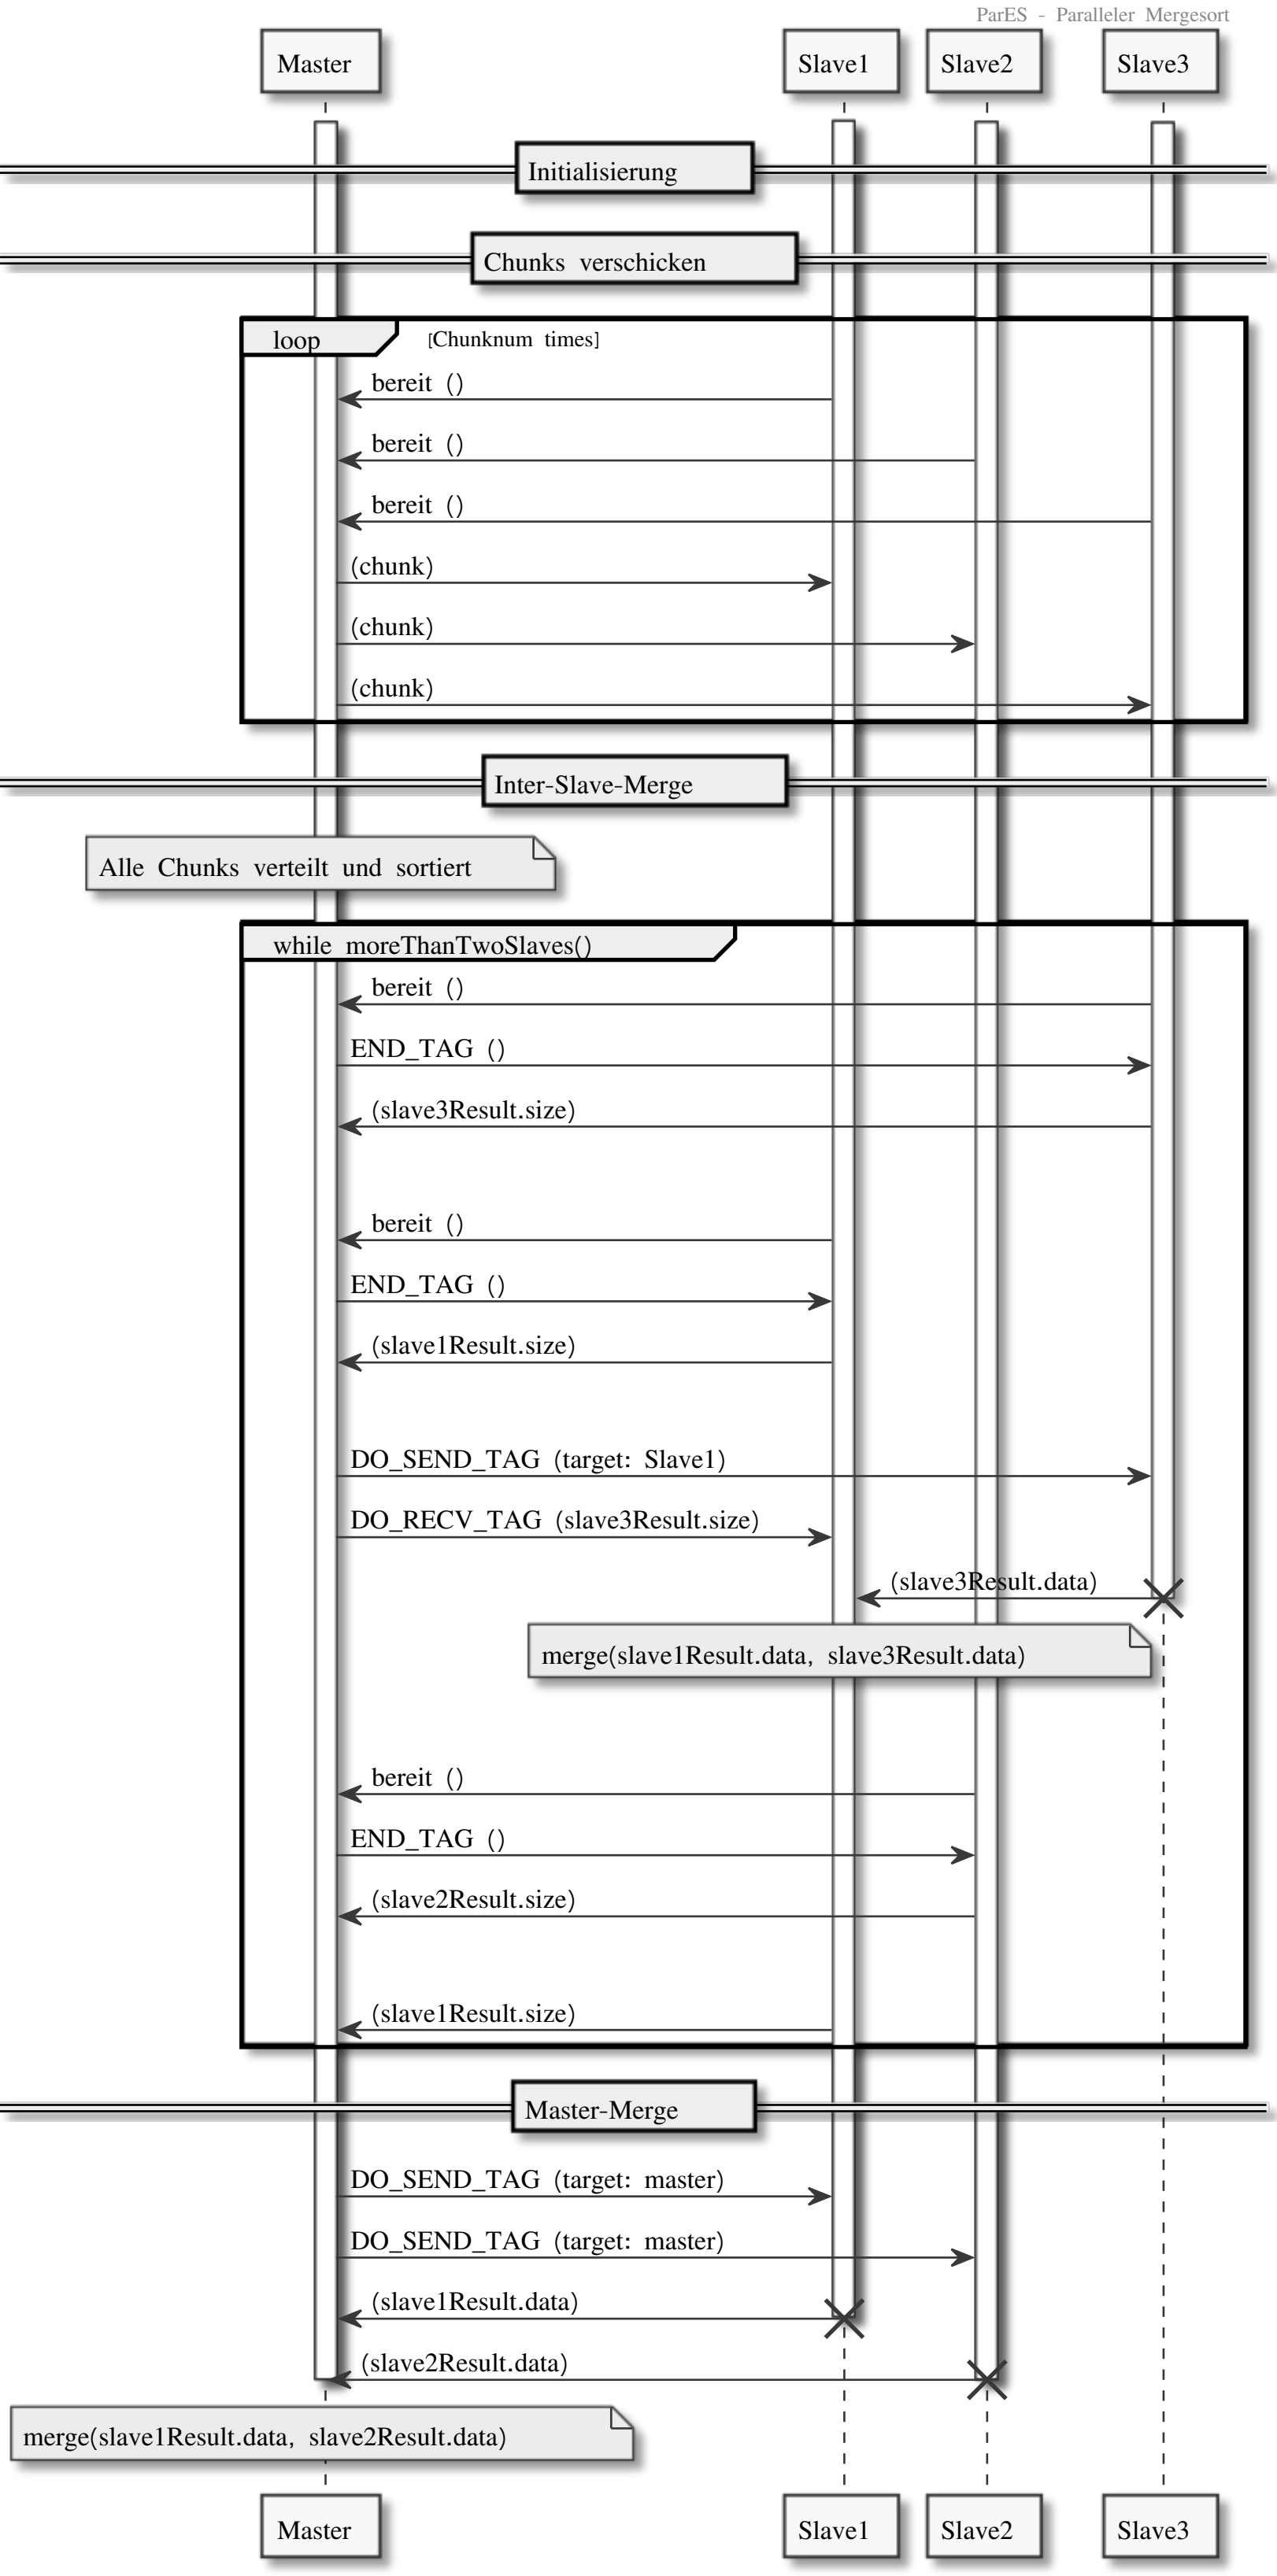 ParES - Paralleler Mergesort
Master
Slave1
Slave2
Slave3
Initialisierung
Chunks verschicken
loop
[Chunknum times]
bereit ()
bereit ()
bereit ()
(chunk)
(chunk)
(chunk)
Inter-Slave-Merge
Alle Chunks verteilt und sortiert
while moreThanTwoSlaves()
bereit ()
END_TAG ()
(slave3Result.size)
bereit ()
END_TAG ()
(slave1Result.size)
DO_SEND_TAG (target: Slave1)
DO_RECV_TAG (slave3Result.size)
(slave3Result.data)
merge(slave1Result.data, slave3Result.data)
bereit ()
END_TAG ()
(slave2Result.size)
(slave1Result.size)
Master-Merge
DO_SEND_TAG (target: master)
DO_SEND_TAG (target: master)
(slave1Result.data)
(slave2Result.data)
merge(slave1Result.data, slave2Result.data)
Master
Slave1
Slave2
Slave3